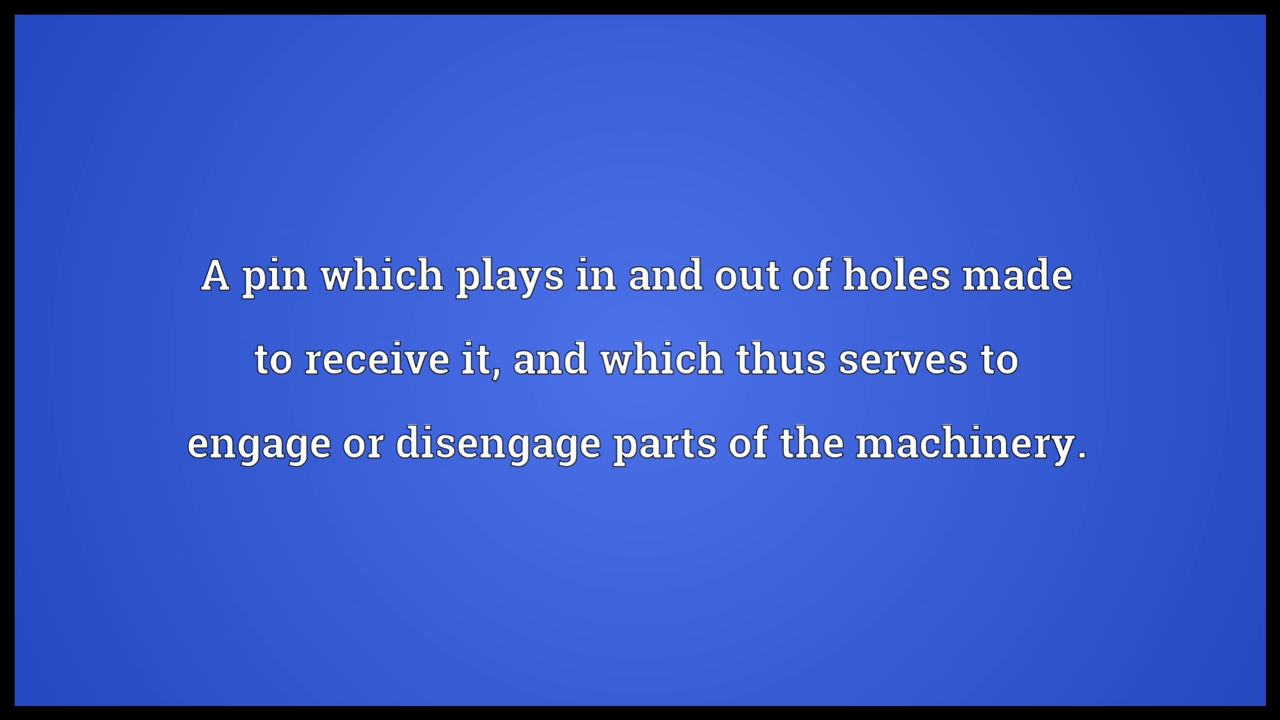 A pin which plays in and out of holes made
to receive it, and which thus serves to
engage or disengage parts of the machinery.